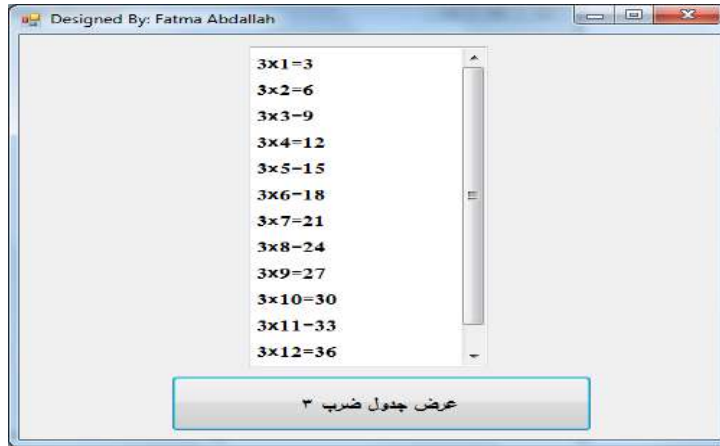 Designed By: Fatma Abdallah
3x1=3
3x2=6
3x3=9
3x4=12
3x5=15
3x6=18
3x7=21
3x8=24
3x9=27
3x10=30
3x11=33
3x12=36
عرض جدول ضرب ٣